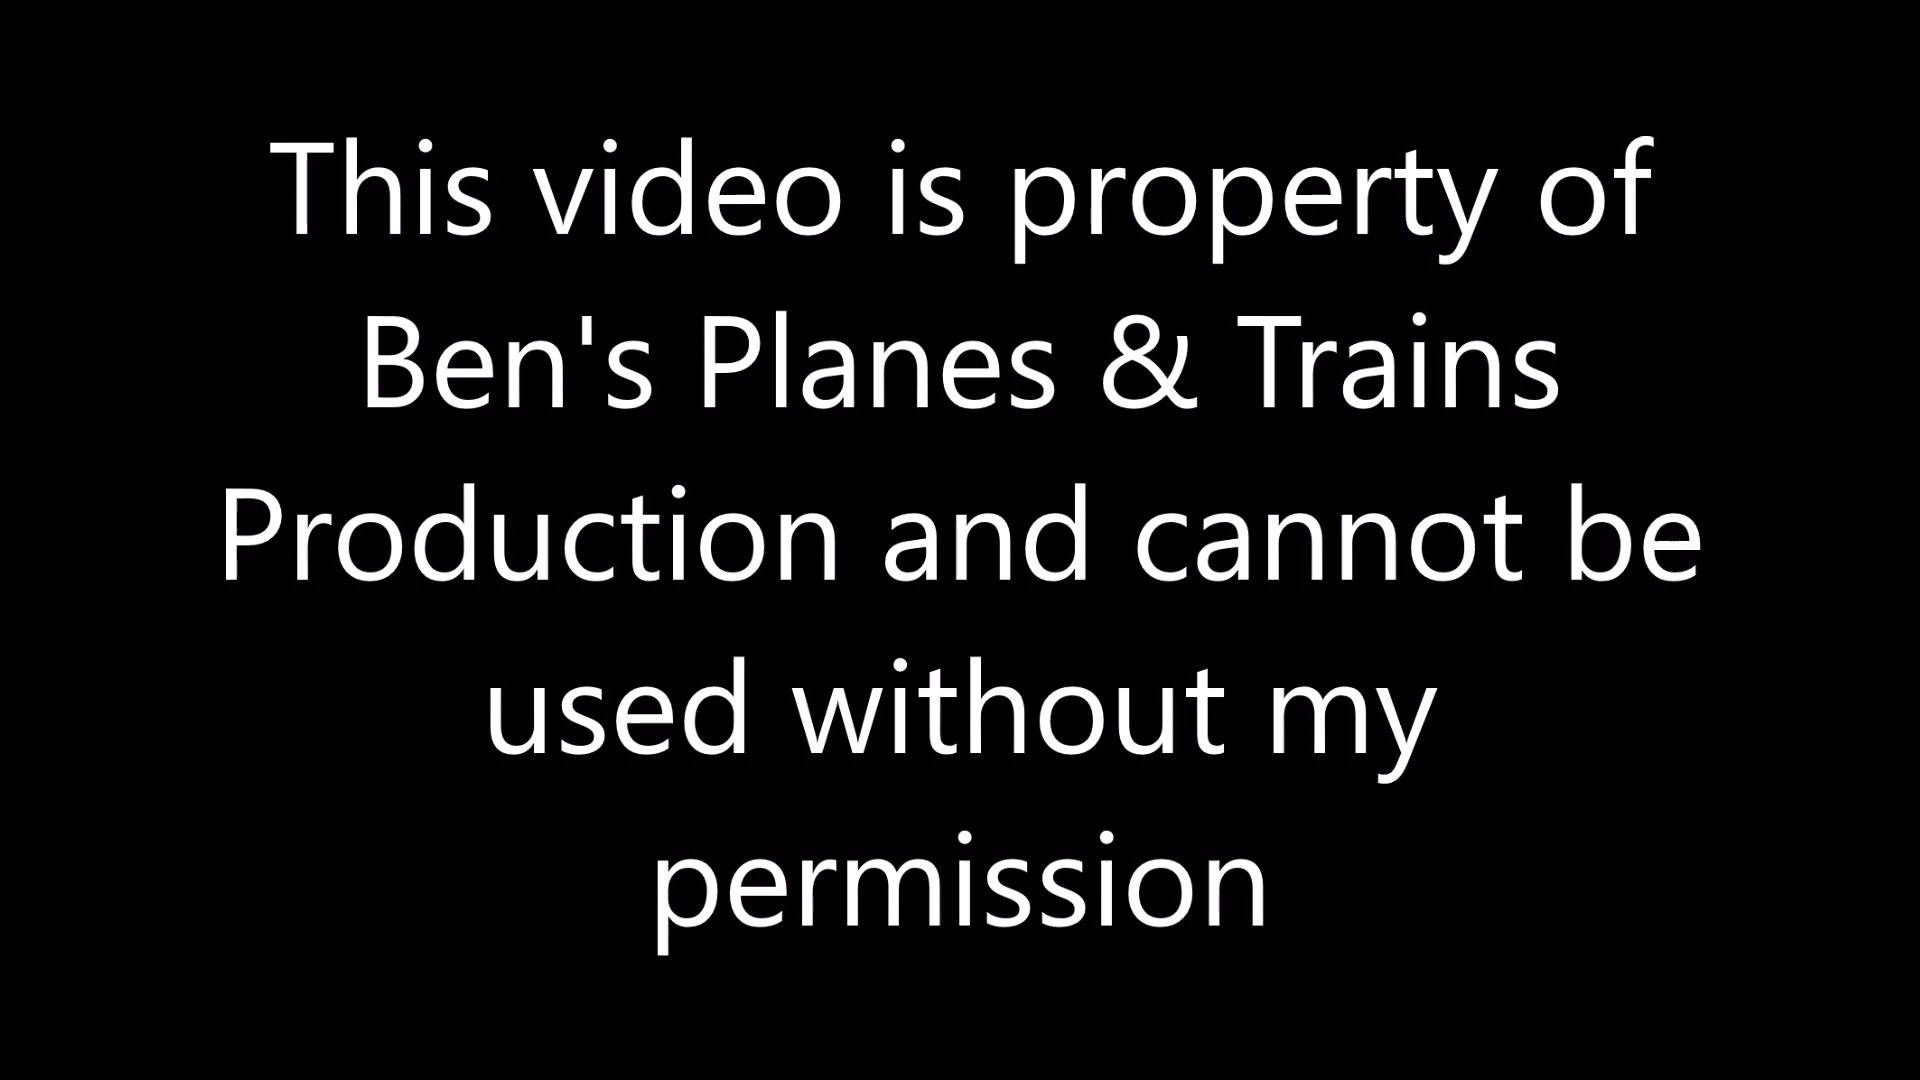 This video is property of
Ben's Planes & Trains
Production and cannot be
used without my
permission